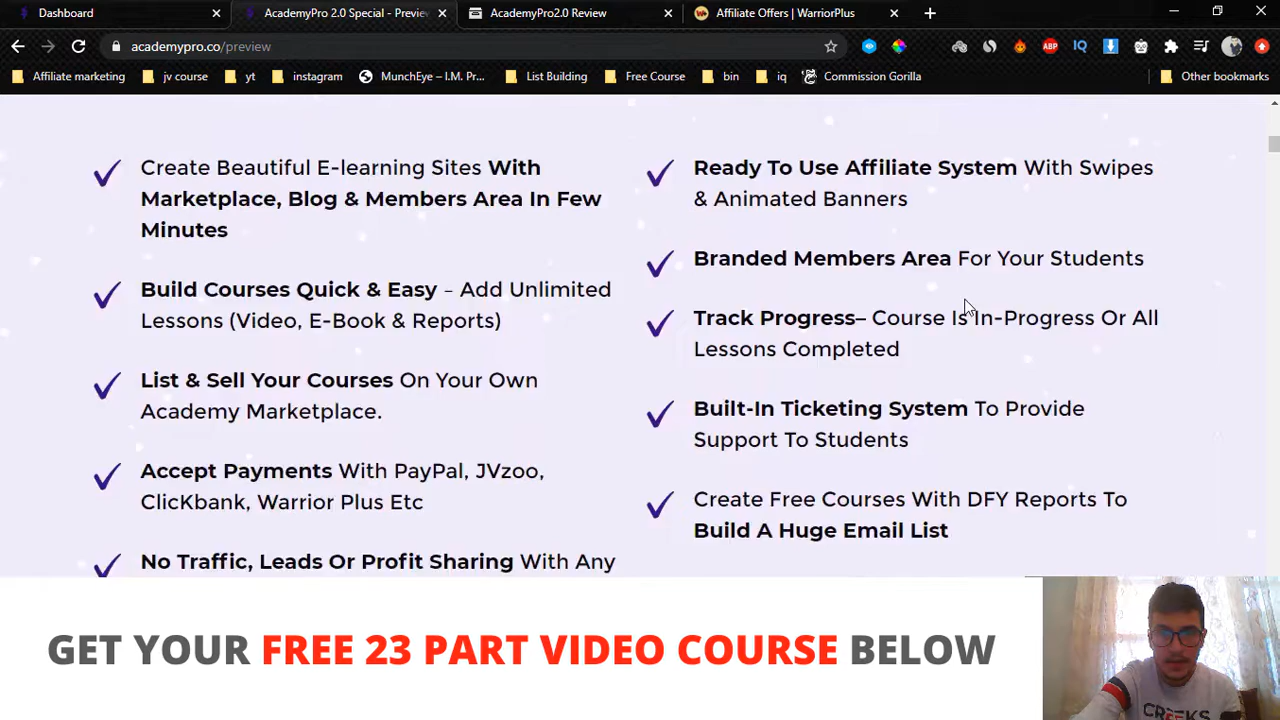 Dashboard
AcademyPro 2.0 Special - Preview
AcademyPro2.0 Review
Affiliate Offers | WarriorPlus
academypro.co/preview
Affiliate marketing
jv course
yt
instagram
MunchEye – I.M. Pr...
List Building
Free Course
bin
iq
Commission Gorilla
Other bookmarks
ABP
IQ
Create Beautiful E-learning Sites With
Marketplace, Blog & Members Area In Few
Minutes
Build Courses Quick & Easy – Add Unlimited
Lessons (Video, E-Book & Reports)
List & Sell Your Courses On Your Own
Academy Marketplace.
Accept Payments With PayPal, JVzoo,
ClicKbank, Warrior Plus Etc
No Traffic, Leads Or Profit Sharing With Any
Ready To Use Affiliate System With Swipes
& Animated Banners
Branded Members Area For Your Students
Track Progress– Course Is In-Progress Or All
Lessons Completed
Built-In Ticketing System To Provide
Support To Students
Create Free Courses With DFY Reports To
Build A Huge Email List
GET YOUR FREE 23 PART VIDEO COURSE BELOW